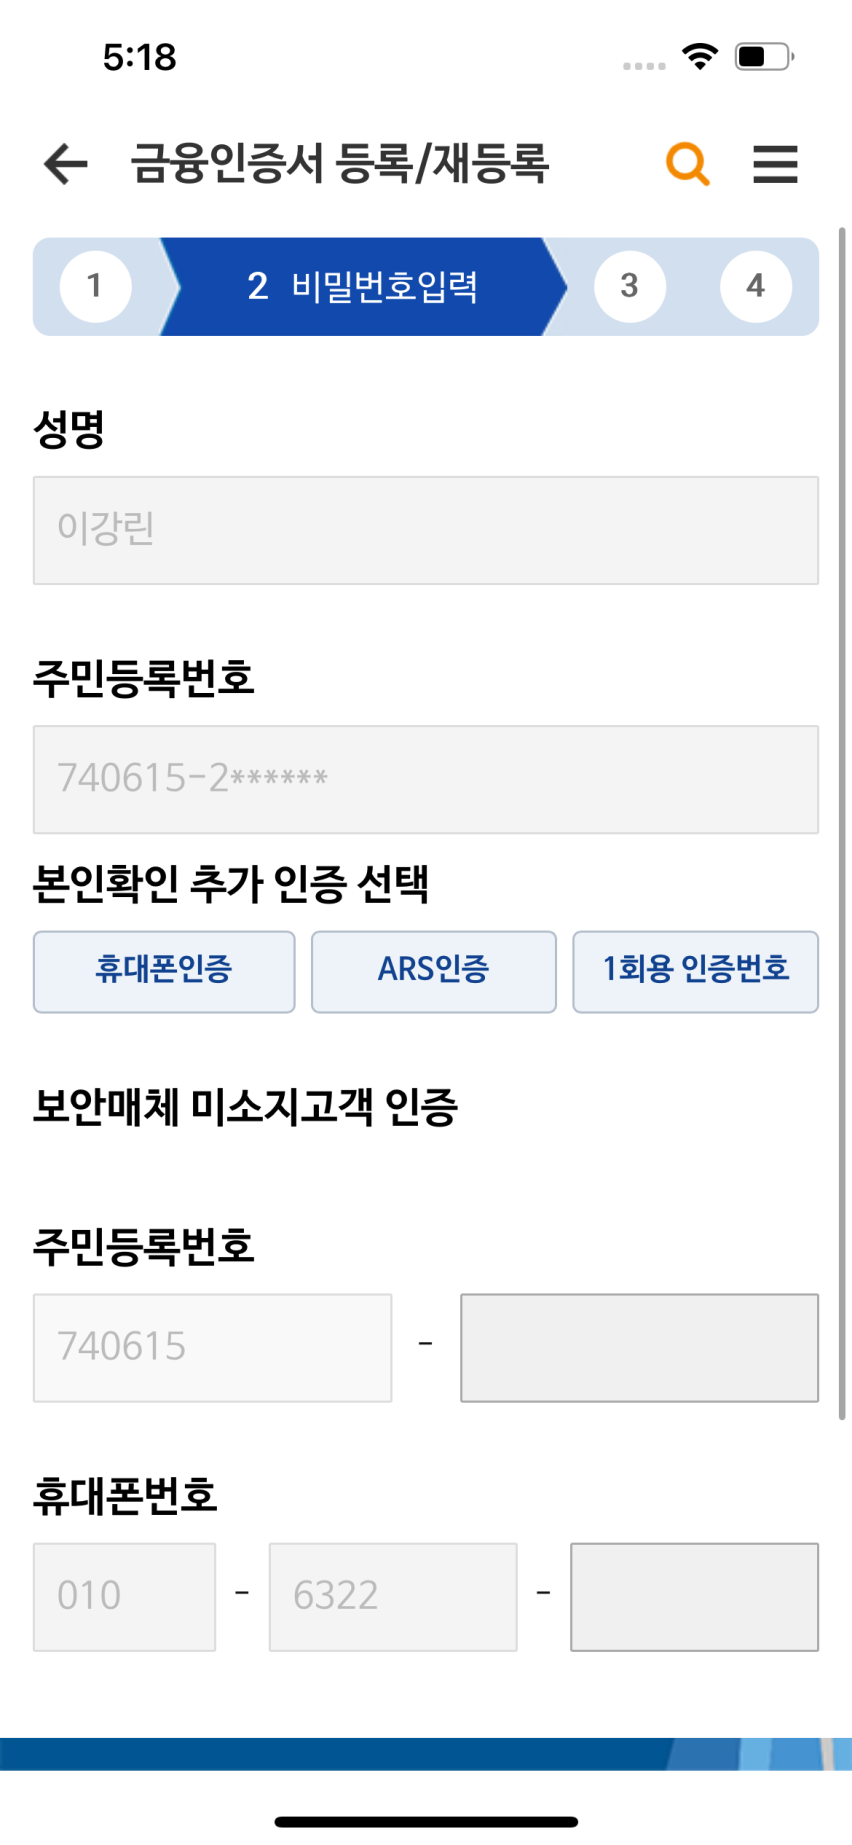 5:18
금융인증서 등록/재등록
1 2 비밀번호입력 3 4
성명
이강린
주민등록번호
740615-2******
본인확인 추가 인증 선택
휴대폰인증 ARS인증 1회용 인증번호
보안매체 미소지고객 인증
주민등록번호
740615 -
휴대폰번호
010 - 6322 -